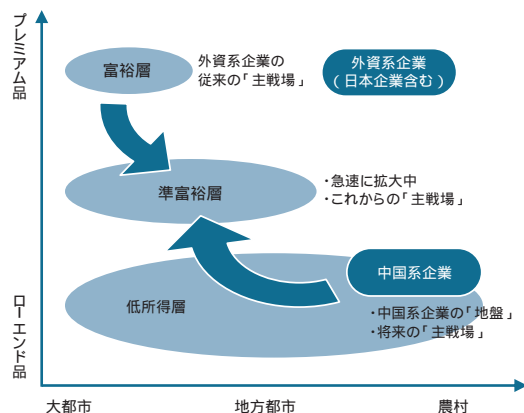 プレミアム品
富裕層
外資系企業の
従来の「主戦場」
外資系企業
(日本企業含む)
準富裕層
・急速に拡大中
・これからの「主戦場」
中国系企業
低所得層
・中国系企業の「地盤」
・将来の「主戦場」
ローエンド品
大都市
地方都市
農村